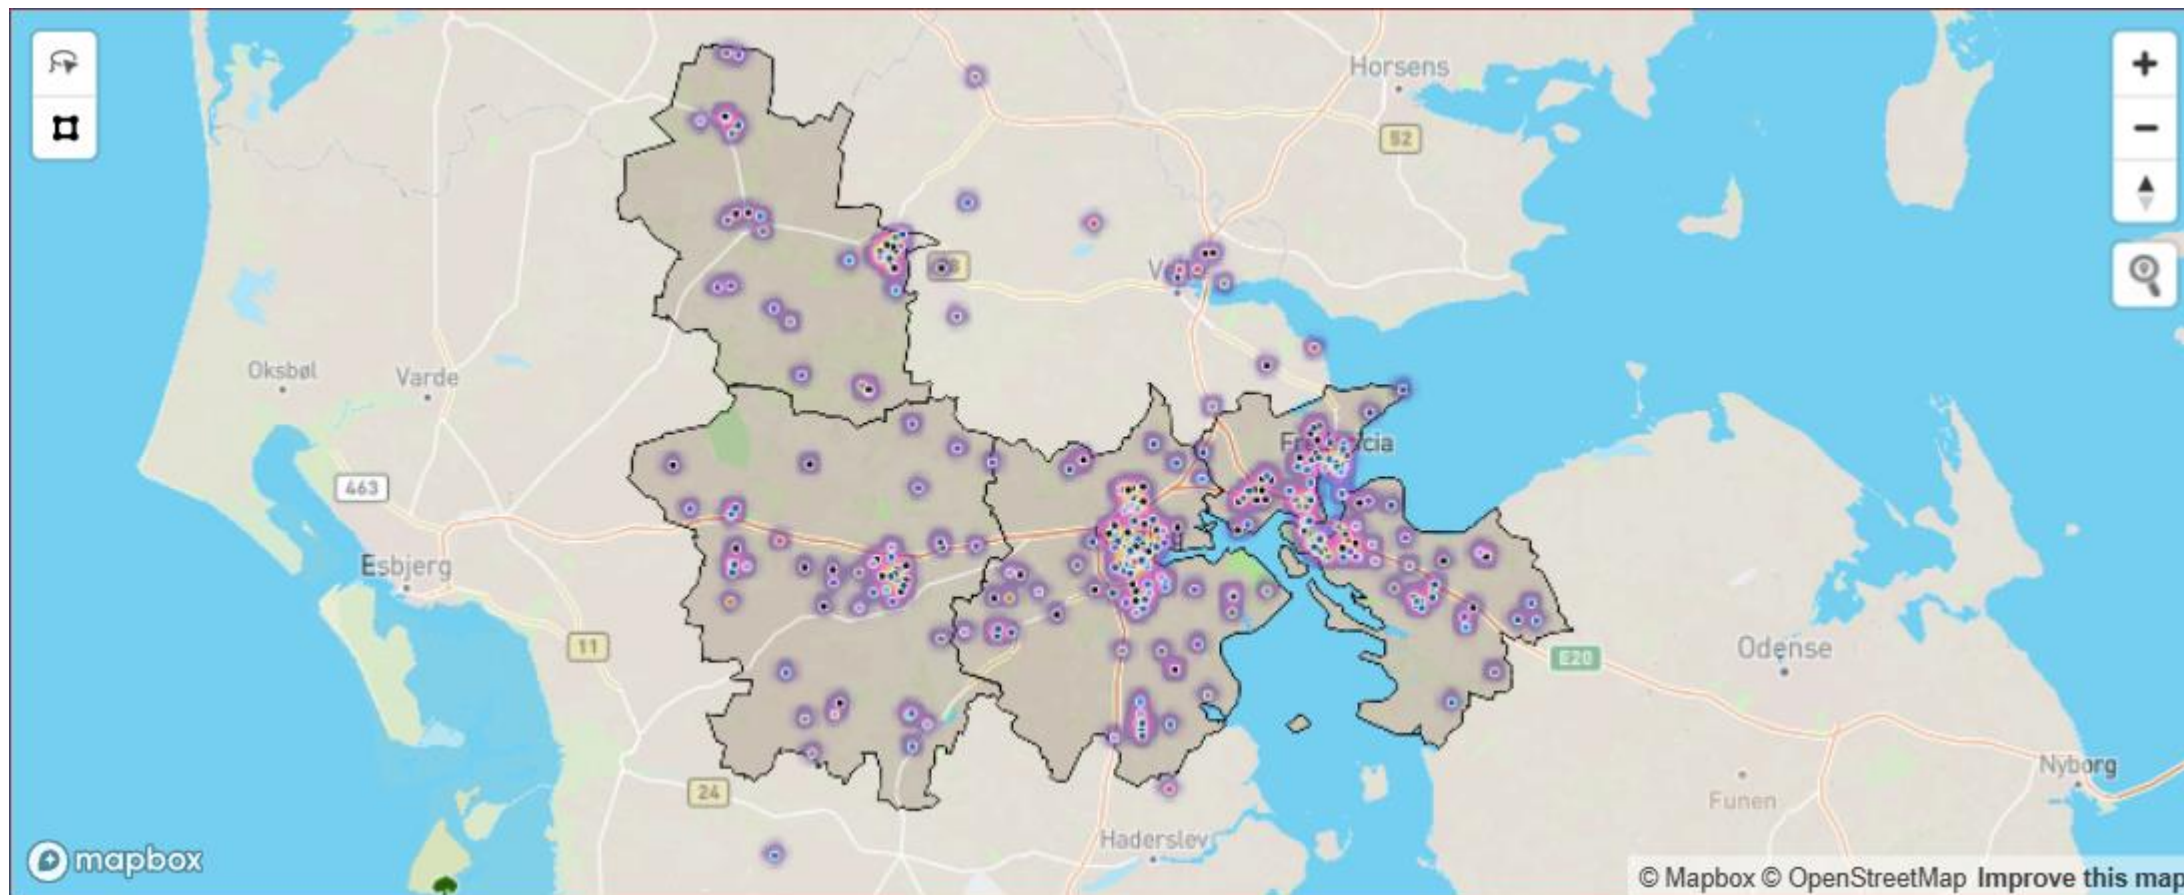 Horsens
52
Oksbøl
Varde
463
Esbjerg
11
E20
Odense
24
Nyborg
Funen
Haderslev
mapbox
© Mapbox © OpenStreetMap Improve this map